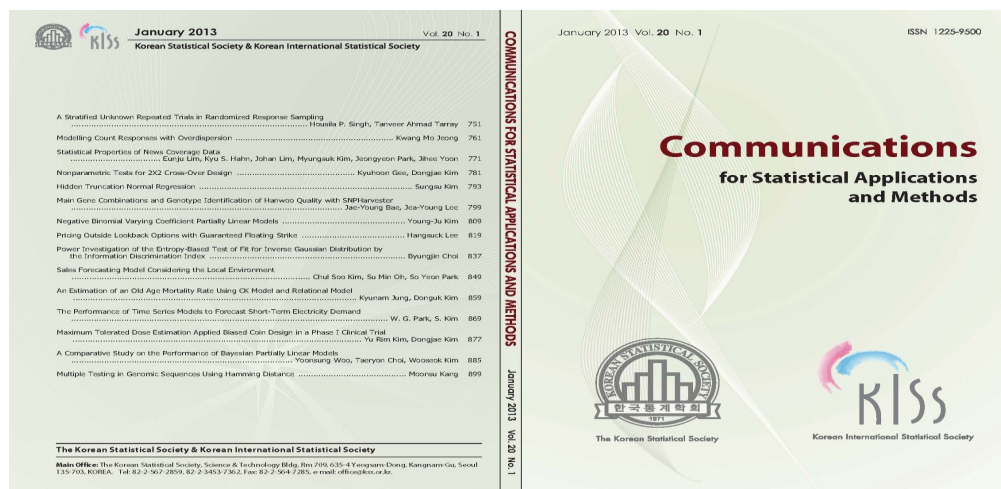 KISS
January 2013
Vol. 20 No. 1
Korean Statistical Society & Korean International Statistical Society
A Stratified Unknown Repeated Trials in Randomized Response Sampling
Housila P. Singh, Tanveer Ahmad Tarray 751
Modelling Count Responses with Overdispersion Kwang Mo Jeong 761
Statistical Properties of News Coverage Data
Eunju Lim, Kyu S. Hahn, Johan Lim, Myungsuk Kim, Jeongyeon Park, Jihee Yoon 771
Nonparametric Tests for 2X2 Cross-Over Design Kyuhoon Gee, Dongjae Kim 781
Hidden Truncation Normal Regression Sungsu Kim 793
Main Gene Combinations and Genotype Identification of Hanwoo Quality with SNPHarvester
Jae-Young Bae, Jea-Young Lee 799
Negative Binomial Varying Coefficient Partially Linear Models Young-Ju Kim 809
Pricing Outside Lookback Options with Guaranteed Floating Strike Hangsuck Lee 819
Power Investigation of the Entropy-Based Test of Fit for Inverse Gaussian Distribution by
the Information Discrimination Index Byungjin Choi 837
Sales Forecasting Model Considering the Local Environment
Chul Soo Kim, Su Min Oh, So Yeon Park 849
An Estimation of an Old Age Mortality Rate Using CK Model and Relational Model
Kyunam Jung, Donguk Kim 859
The Performance of Time Series Models to Forecast Short-Term Electricity Demand
W. G. Park, S. Kim 869
Maximum Tolerated Dose Estimation Applied Biased Coin Design in a Phase I Clinical Trial
Yu Rim Kim, Dongjae Kim 877
A Comparative Study on the Performance of Bayesian Partially Linear Models
Yoonsung Woo, Taeryon Choi, Wooseok Kim 885
Multiple Testing in Genomic Sequences Using Hamming Distance Moonsu Kang 899
The Korean Statistical Society & Korean International Statistical Society
Main Office: The Korean Statistical Society, Science & Technology Bldg, Rm 709, 635-4 Yeogsam-Dong, Kangnam-Gu, Seoul
135-703, KOREA. Tel: 82-2-567-2859, 82-2-3453-7362, Fax: 82-2-564-7285, e-mail: office@kss.or.kr.
COMMUNICATIONS FOR STATISTICAL APPLICATIONS AND METHODS
January 2013 Vol. 20 No. 1
January 2013 Vol. 20 No. 1
ISSN 1225-9500
Communications
for Statistical Applications
and Methods
KOREAN STATISTICAL SOCIETY
한국통계학회
1971
The Korean Statistical Society
KISS
Korean International Statistical Society